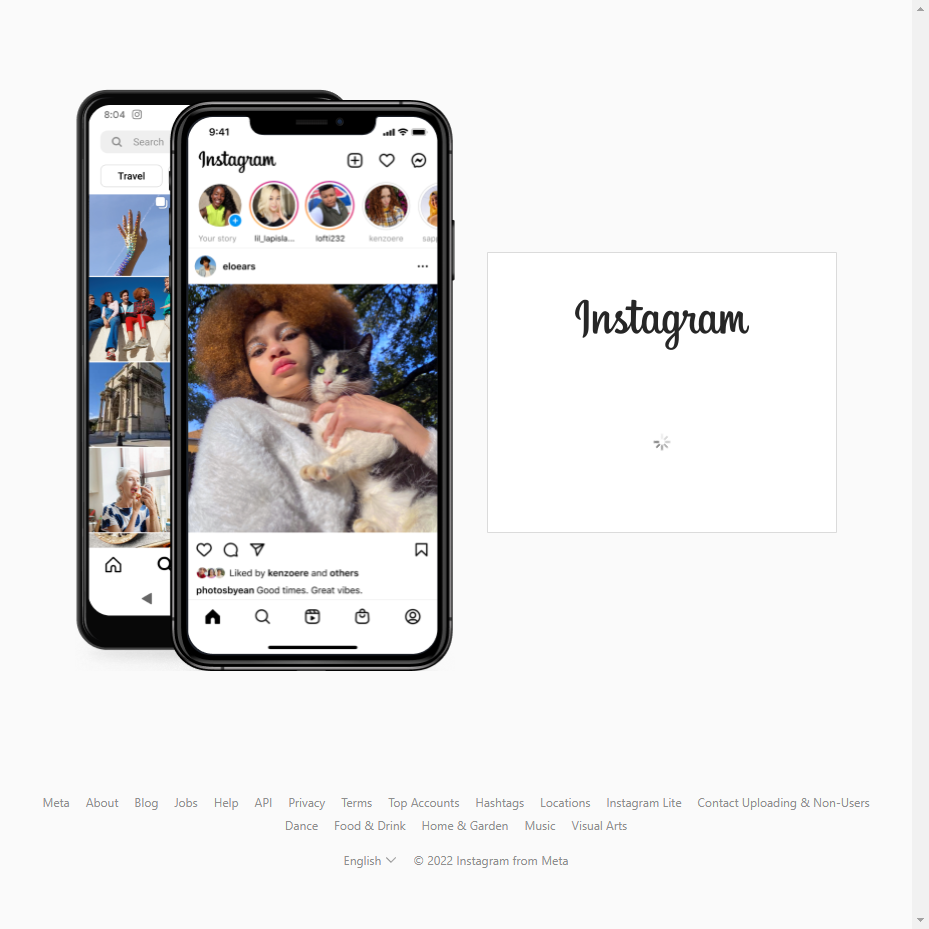 8:04
Search
Travel
9:41
Instagram
Your story
lil_lapisla...
lofti232
kenzoere
sapp
eloears
Liked by kenzoere and others
photosbyean Good times. Great vibes.
Instagram
Meta About Blog Jobs Help API Privacy Terms Top Accounts Hashtags Locations Instagram Lite Contact Uploading & Non-Users
Dance Food & Drink Home & Garden Music Visual Arts
English © 2022 Instagram from Meta